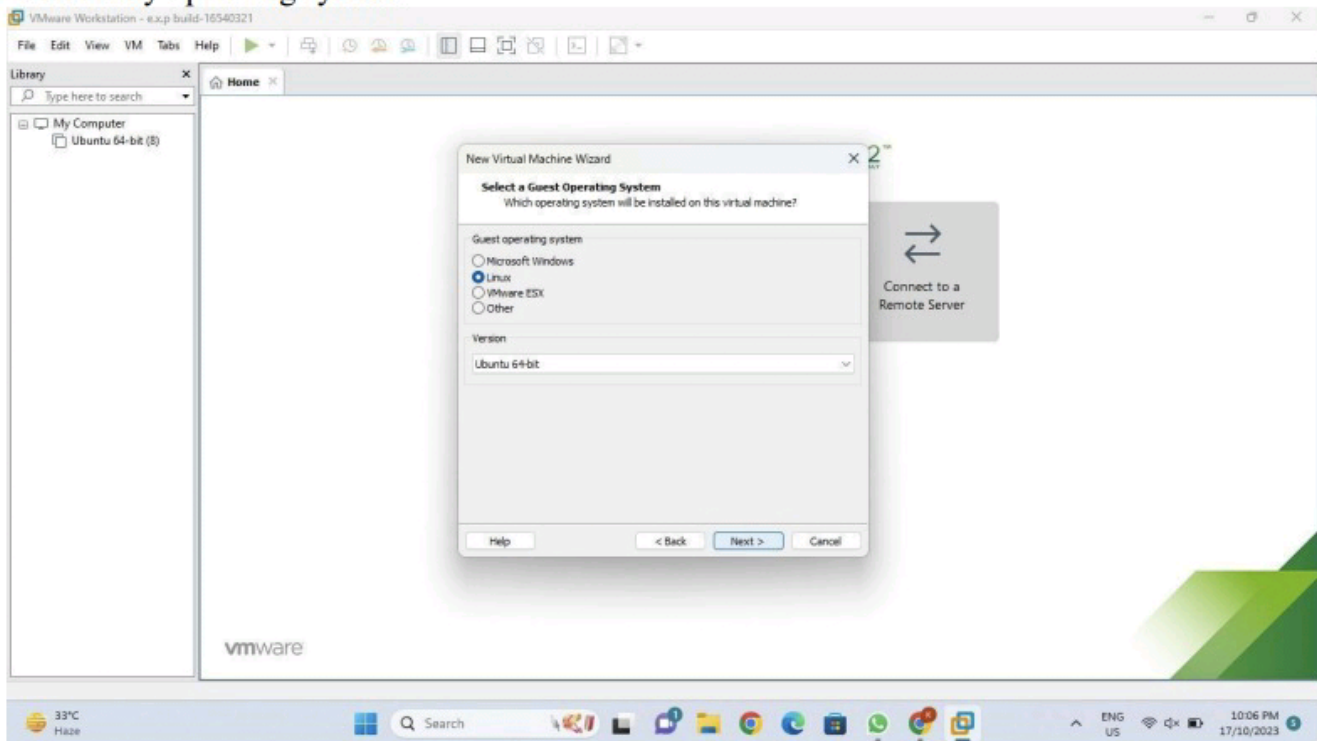 VMware Workstation - e.x.p build-16540321
File Edit View VM Tabs Help
Library
Home
Type here to search
My Computer
Ubuntu 64-bit (8)
New Virtual Machine Wizard
2
Select a Guest Operating System
Which operating system will be installed on this virtual machine?
Guest operating system
Microsoft Windows
Linux
VMware ESX
Other
Connect to a
Remote Server
Version
Ubuntu 64-bit
Help < Back Next > Cancel
vmware
33°C
Haze
Search
ENG
US
10:06 PM
17/10/2023